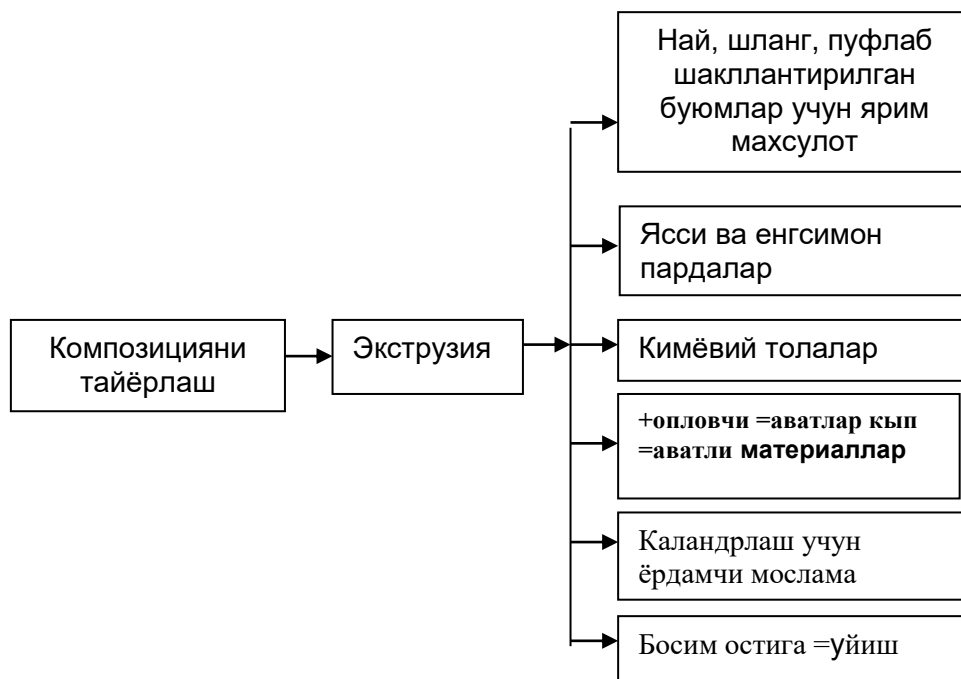 Композицияни
тайёрлаш
Экструзия
Най, шланг, пуфлаб
шакллантирилган
буюмлар учун ярим
махсулот
Ясси ва енгсимон
пардалар
Кимёвий толалар
+опловчи =аватлар кып
=аватли материаллар
Каландрлаш учун
ёрдамчи мослама
Босим остига =уйиш